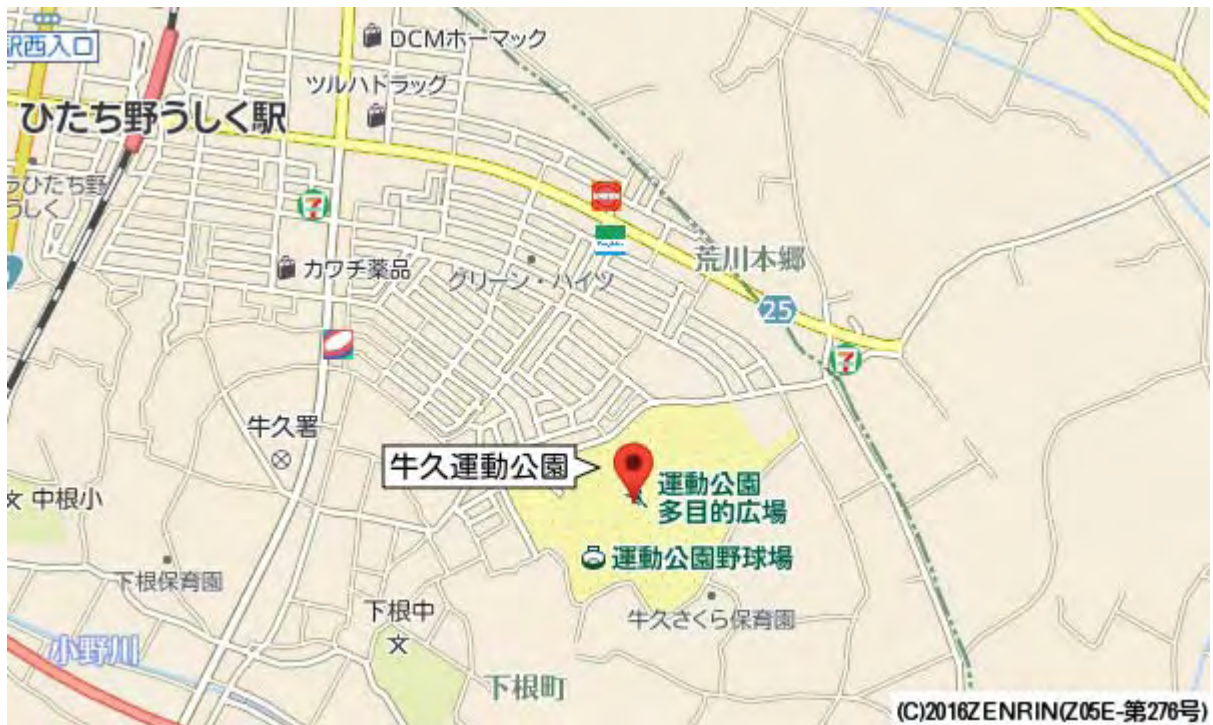 駅西入口
DCMホーマック
ツルハドラッグ
ひたち野うしく駅
ラひたち野
うしく
7
カワチ薬品
グリーン・ハイツ
荒川本郷
25
7
牛久署
牛久運動公園
運動公園
多目的広場
中根小
運動公園野球場
下根保育園
下根中
牛久さくら保育園
小野川
下根町
(C)2016ZENRIN(Z05E-第276号)